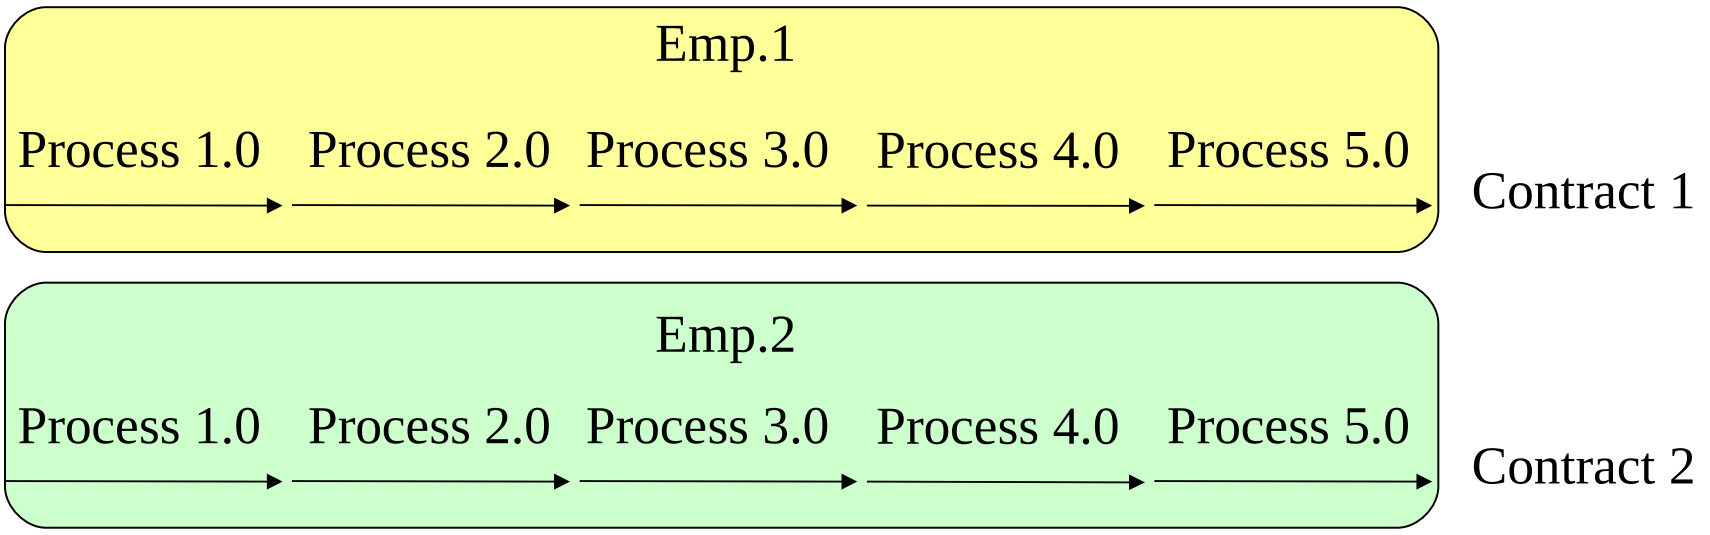 Emp.1
Process 1.0 Process 2.0 Process 3.0 Process 4.0 Process 5.0
Contract 1
Emp.2
Process 1.0 Process 2.0 Process 3.0 Process 4.0 Process 5.0
Contract 2